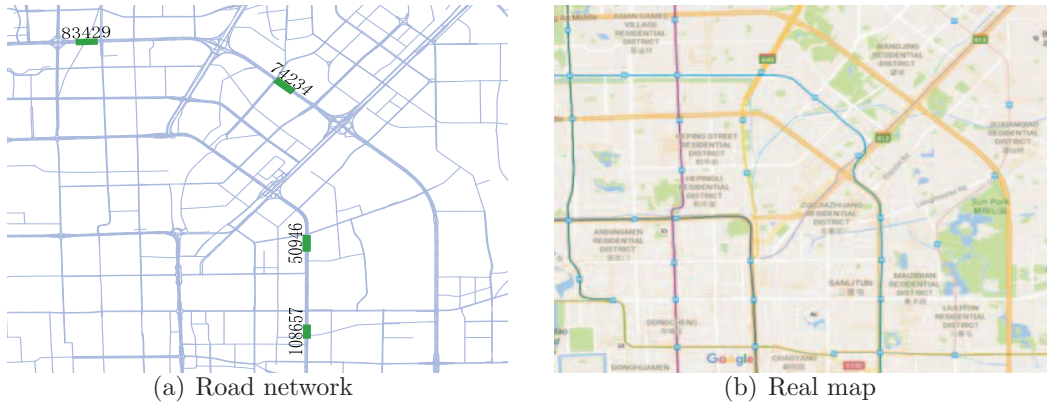 83429
74234
50946
108657
ASIAN GAMES
VILLAGE
RESIDENTIAL
DISTRICT
WANGJING
RESIDENTIAL
DISTRICT
HEPING STREET
RESIDENTIAL
DISTRICT
JIUXIANQIAO
RESIDENTIAL
DISTRICT
HEPINGLI
RESIDENTIAL
DISTRICT
Sun Park
ZUOJIAZHUANG
RESIDENTIAL
DISTRICT
ANDINGMEN
RESIDENTIAL
DISTRICT
SANLITUN
MAIZIDIAN
RESIDENTIAL
DISTRICT
LIULITUN
RESIDENTIAL
DISTRICT
DONGCHENG
Google
CHAOYANG
DONGHUAMEN
(a) Road network
(b) Real map